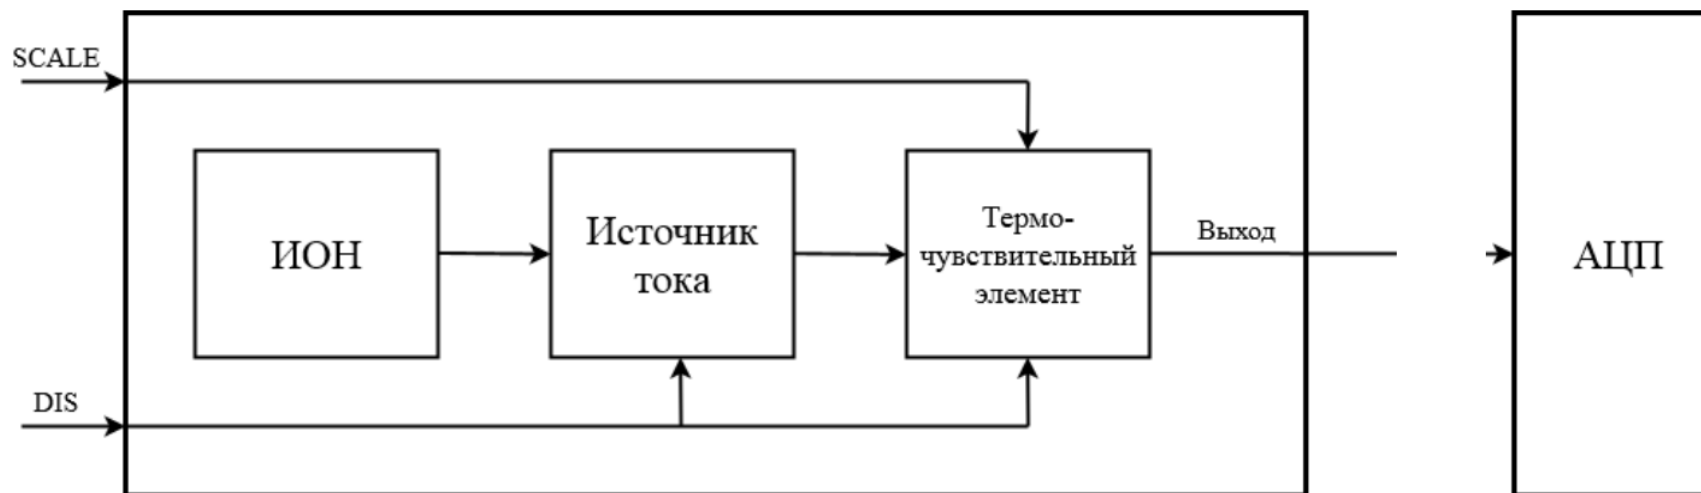 SCALE
ИОН
Источник
тока
Термо-
чувствительный
элемент
Выход
АЦП
DIS